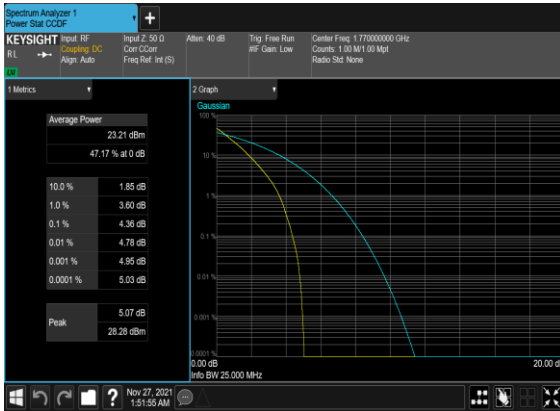 Spectrum Analyzer 1
Power Stat CCDF
KEYSIGHT
RL
LV
Input: RF
Coupling: DC
Align: Auto
Input Z: 50 Ω
Corr CCorr
Freq Ref: Int (S)
Atten: 40 dB
Trig: Free Run
#IF Gain: Low
Center Freq: 1.770000000 GHz
Counts: 1.00 M/1.00 Mpt
Radio Std: None
1 Metrics
Average Power
23.21 dBm
47.17 % at 0 dB
10.0 % 1.85 dB
1.0 % 3.60 dB
0.1 % 4.36 dB
0.01 % 4.78 dB
0.001 % 4.95 dB
0.0001 % 5.03 dB
Peak
5.07 dB
28.28 dBm
2 Graph
Gaussian
100 %
10 %
1 %
0.1 %
0.01 %
0.001 %
0.0001 %
0.00 dB
20.00 d
Info BW 25.000 MHz
Nov 27, 2021
1:51:55 AM